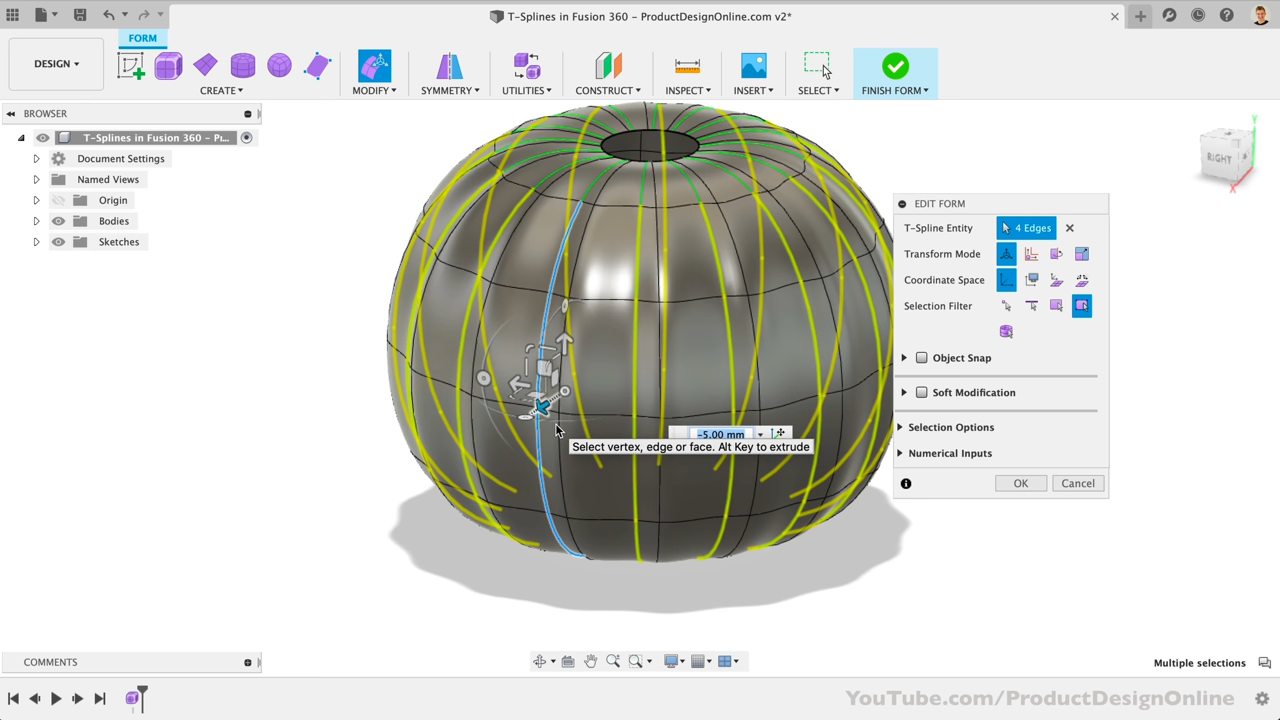 T-Splines in Fusion 360 - ProductDesignOnline.com v2*
FORM
DESIGN
CREATE
MODIFY
SYMMETRY
UTILITIES
CONSTRUCT
INSPECT
INSERT
SELECT
FINISH FORM
BROWSER
T-Splines in Fusion 360 - Pr...
Document Settings
Named Views
Origin
Bodies
Sketches
Y
RIGHT
X
EDIT FORM
T-Spline Entity
4 Edges
Transform Mode
Coordinate Space
Selection Filter
Object Snap
Soft Modification
Selection Options
Numerical Inputs
OK
Cancel
-5.00 mm
Select vertex, edge or face. Alt Key to extrude
COMMENTS
Multiple selections
YouTube.com/ProductDesignOnline